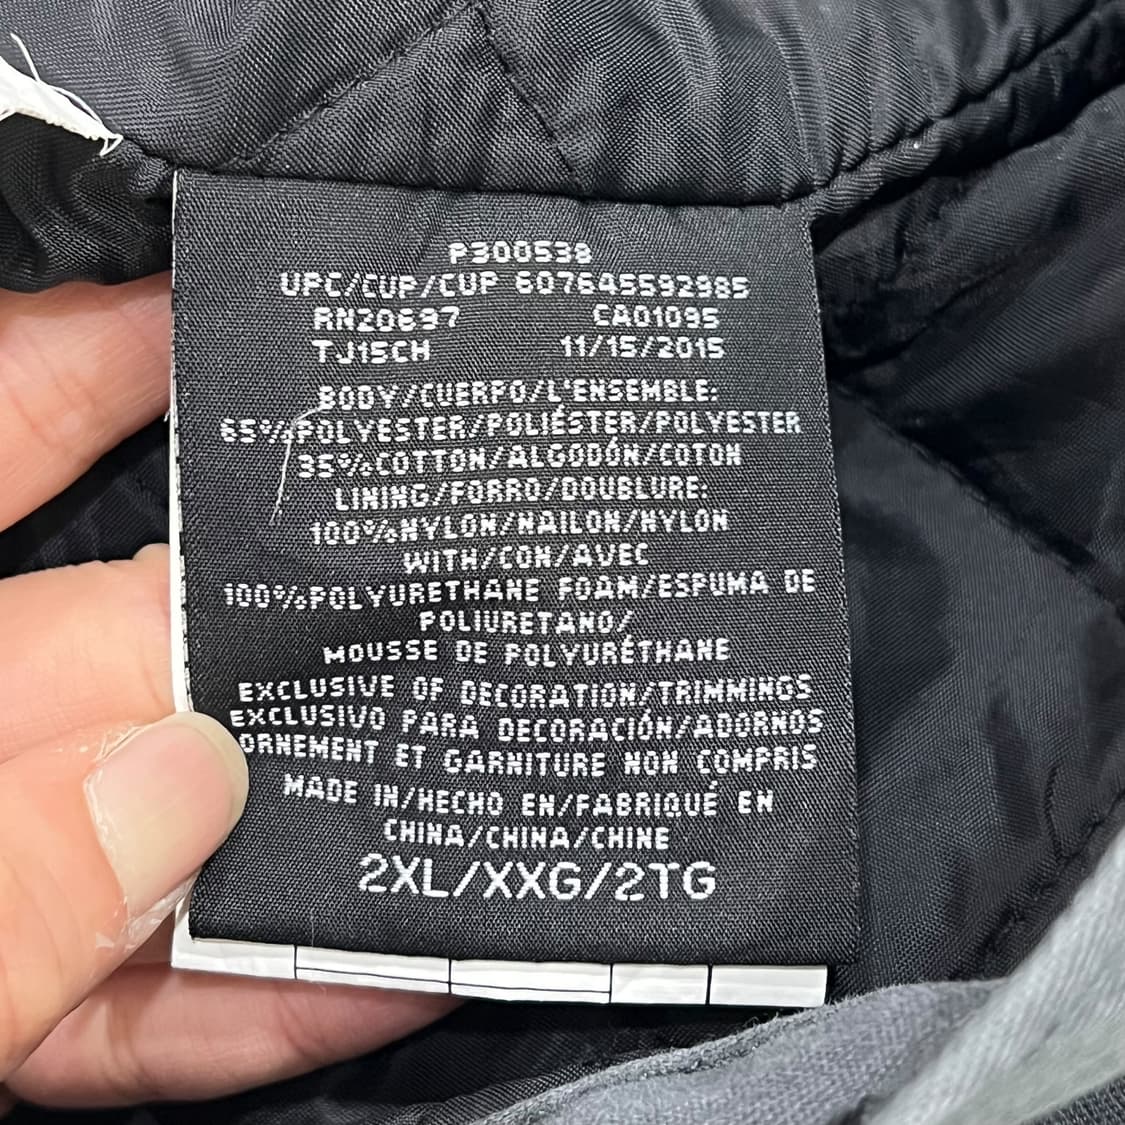 P300538
UPC/CUP/CUP 607645592985
RN20697 CA01095
TJ15CH 11/15/2015
BODY/CUERPO/L'ENSEMBLE:
65%POLYESTER/POLIÉSTER/POLYESTER
35%COTTON/ALGODÓN/COTON
LINING/FORRO/DOUBLURE:
100%NYLON/NAILON/NYLON
WITH/CON/AVEC
100%POLYURETHANE FOAM/ESPUMA DE
POLIURETANO/
MOUSSE DE POLYURÉTHANE
EXCLUSIVE OF DECORATION/TRIMMINGS
EXCLUSIVO PARA DECORACIÓN/ADORNOS
ORNEMENT ET GARNITURE NON COMPRIS
MADE IN/HECHO EN/FABRIQUÉ EN
CHINA/CHINA/CHINE
2XL/XXG/2TG